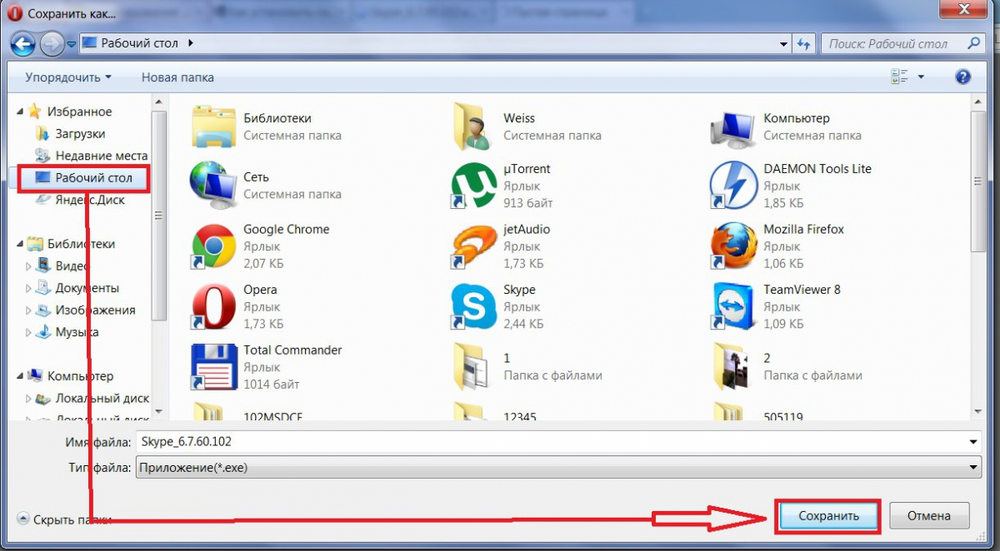 Сохранить как...
Рабочий стол
Поиск: Рабочий стол
Упорядочить
Новая папка
Избранное
Загрузки
Недавние места
Рабочий стол
Яндекс.Диск
Библиотеки
Видео
Документы
Изображения
Музыка
Компьютер
Локальный диск
Локальный диск
Библиотеки
Системная папка
Weiss
Системная папка
Компьютер
Системная папка
Сеть
Системная папка
µTorrent
Ярлык
913 байт
DAEMON Tools Lite
Ярлык
1,85 КБ
Google Chrome
Ярлык
2,07 КБ
jetAudio
Ярлык
1,73 КБ
Mozilla Firefox
Ярлык
1,06 КБ
Opera
Ярлык
1,73 КБ
Skype
Ярлык
2,44 КБ
TeamViewer 8
Ярлык
1,09 КБ
Total Commander
Ярлык
1014 байт
1
Папка с файлами
2
Папка с файлами
102MSDCF
12345
505119
Имя файла:
Skype_6.7.60.102
Тип файла:
Приложение(*.exe)
Скрыть папки
Сохранить
Отмена